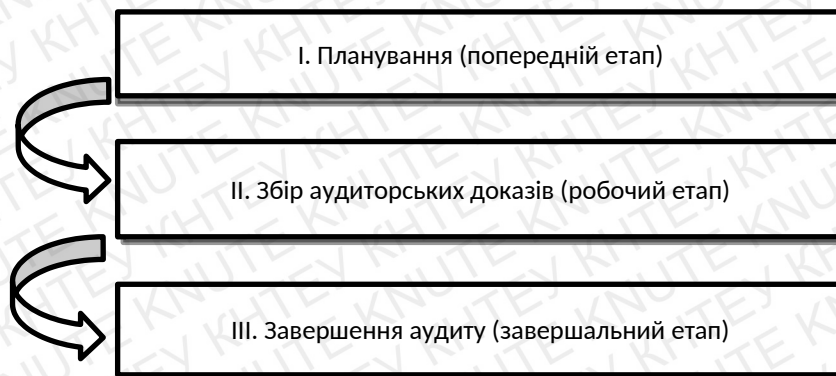 І. Планування (попередній етап)
ІІ. Збір аудиторських доказів (робочий етап)
ІІІ. Завершення аудиту (завершальний етап)